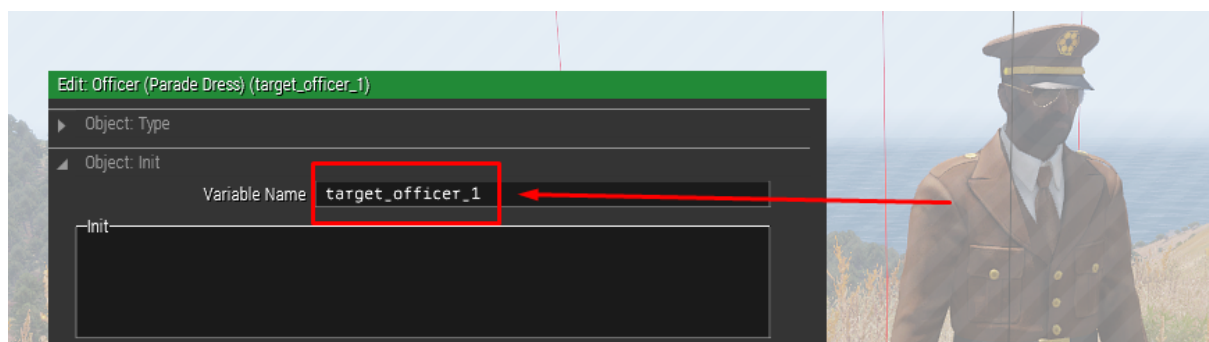 Edit: Officer (Parade Dress) (target_officer_1)
Object: Type
Object: Init
Variable Name target_officer_1
Init